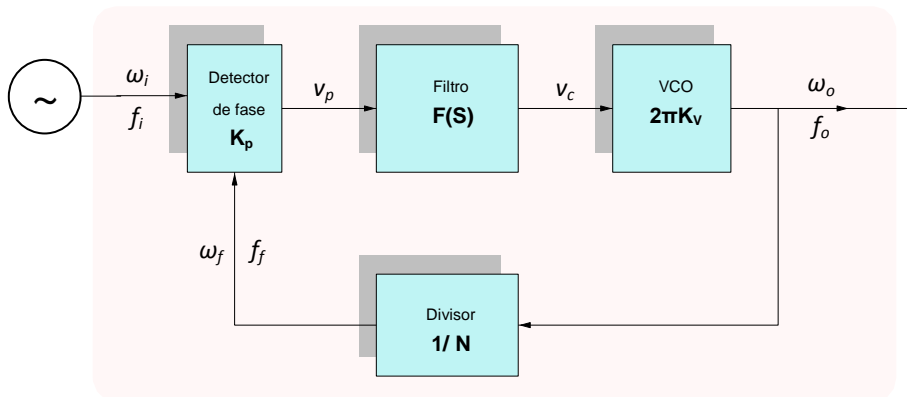 ~
ωi
fi
Detector
de fase
Kp
vp
Filtro
F(S)
vc
VCO
2πKV
ωo
fo
ωf
ff
Divisor
1/ N